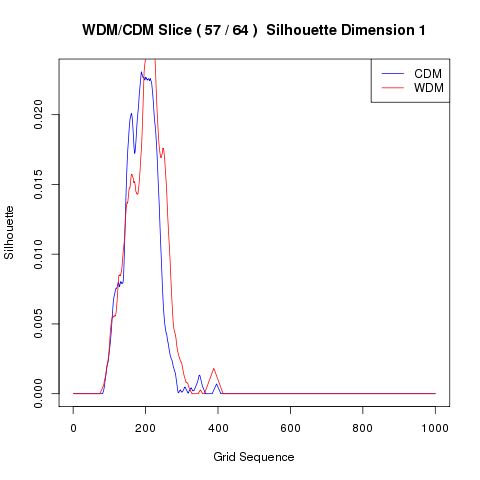 WDM/CDM Slice ( 57 / 64 )  Silhouette Dimension 1
CDM
WDM
Silhouette
0.020
0.015
0.010
0.005
0.000
0
200
400
600
800
1000
Grid Sequence